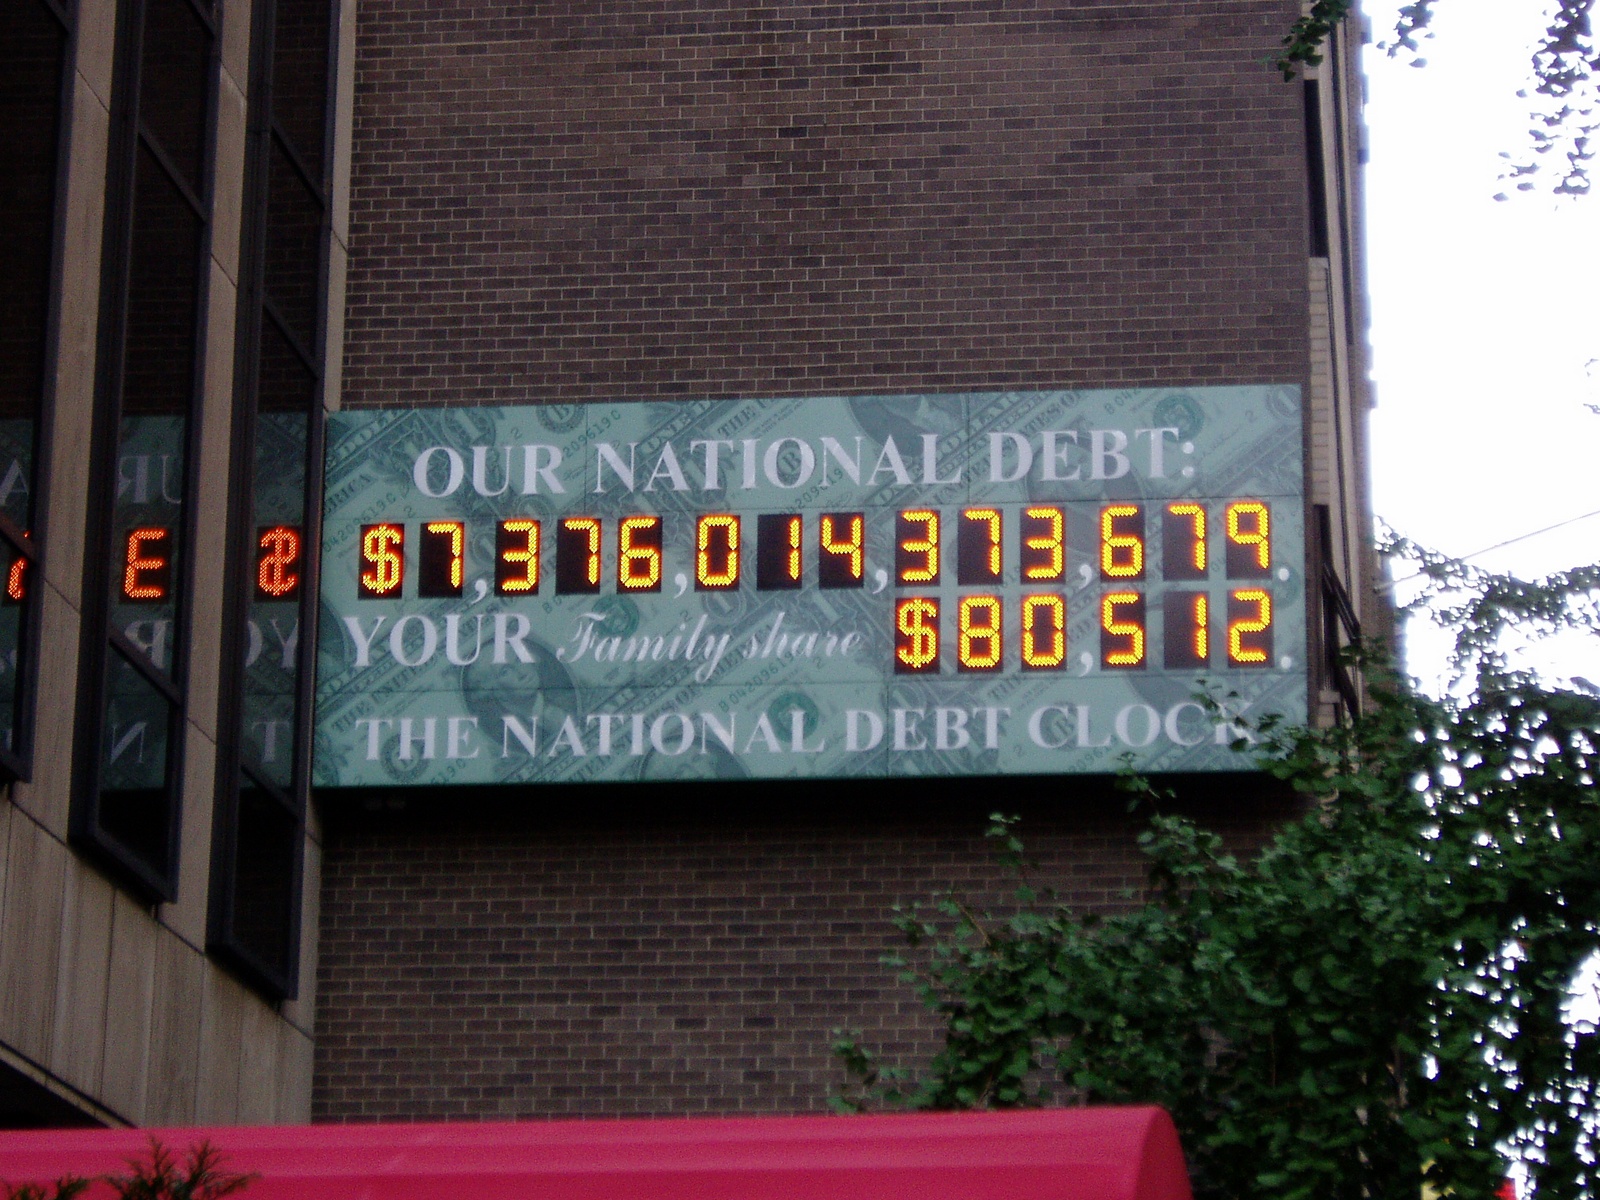 OUR NATIONAL DEBT:
$7,376,014,373,679.
YOUR Family share $80,512.
THE NATIONAL DEBT CLOCK